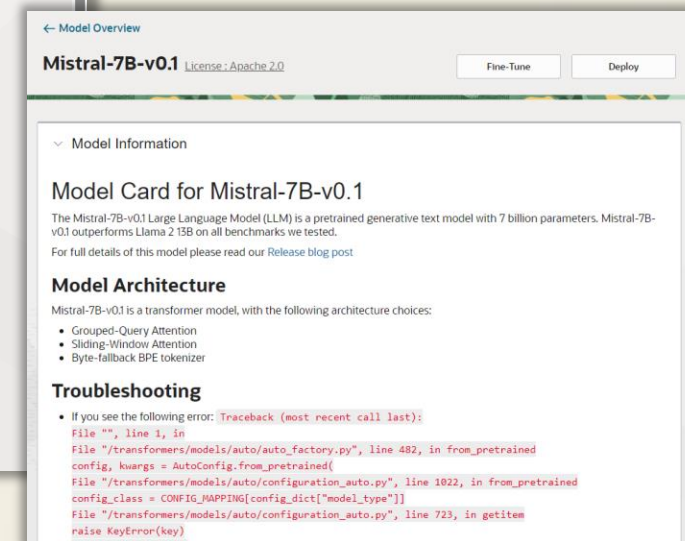 ← Model Overview
Mistral-7B-v0.1 License : Apache 2.0
Fine-Tune
Deploy
Model Information
Model Card for Mistral-7B-v0.1
The Mistral-7B-v0.1 Large Language Model (LLM) is a pretrained generative text model with 7 billion parameters. Mistral-7B-
v0.1 outperforms Llama 2 13B on all benchmarks we tested.
For full details of this model please read our Release blog post
Model Architecture
Mistral-7B-v0.1 is a transformer model, with the following architecture choices:
• Grouped-Query Attention
• Sliding-Window Attention
• Byte-fallback BPE tokenizer
Troubleshooting
• If you see the following error: Traceback (most recent call last):
File "", line 1, in
File "/transformers/models/auto/auto_factory.py", line 482, in from_pretrained
config, kwargs = AutoConfig.from_pretrained(
File "/transformers/models/auto/configuration_auto.py", line 1022, in from_pretrained
config_class = CONFIG_MAPPING[config_dict["model_type"]]
File "/transformers/models/auto/configuration_auto.py", line 723, in getitem
raise KeyError(key)